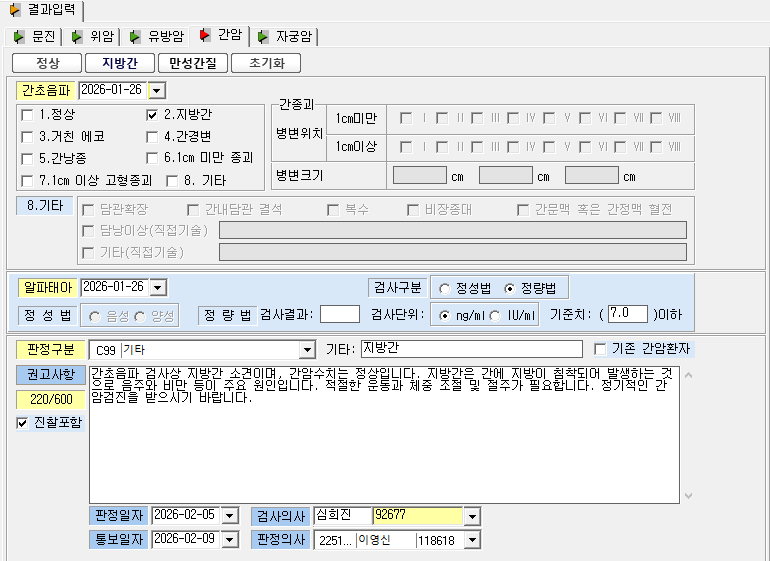 결과입력
문진 위암 유방암 간암 자궁암
정상 지방간 만성간질 초기화
간초음파 2026-01-26
1.정상 2.지방간
3.거친 에코 4.간경변
5.간낭종 6.1cm 미만 종괴
7.1cm 이상 고형종괴 8. 기타
간종괴
병변위치 1cm미만 Ⅰ Ⅱ Ⅲ Ⅳ Ⅴ Ⅵ Ⅶ Ⅷ
1cm이상 Ⅰ Ⅱ Ⅲ Ⅳ Ⅴ Ⅵ Ⅶ Ⅷ
병변크기 cm cm cm
8.기타 담관확장 간내담관 결석 복수 비장종대 간문맥 혹은 간정맥 혈전
담낭이상(직접기술)
기타(직접기술)
알파태아 2026-01-26 검사구분 정성법 정량법
정 성 법 음성 양성 정 량 법 검사결과: 검사단위: ng/ml IU/ml 기준치: ( 7.0 )이하
판정구분 C99 기타 기타: 지방간 기존 간암환자
권고사항
220/600
진찰포함
간초음파 검사상 지방간 소견이며, 간암수치는 정상입니다. 지방간은 간에 지방이 침착되어 발생하는 것
으로 음주와 비만 등이 주요 원인입니다. 적절한 운동과 체중 조절 및 절주가 필요합니다. 정기적인 간
암검진을 받으시기 바랍니다.
판정일자 2026-02-05 검사의사 심희진 92677
통보일자 2026-02-09 판정의사 2251... 이영신 118618